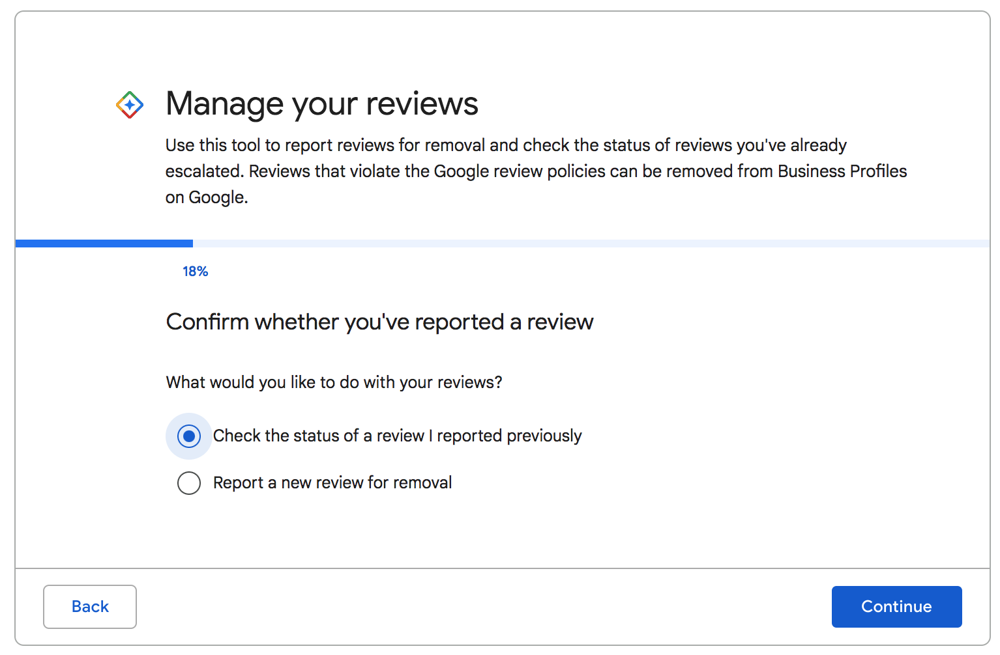 Manage your reviews
Use this tool to report reviews for removal and check the status of reviews you've already
escalated. Reviews that violate the Google review policies can be removed from Business Profiles
on Google.
18%
Confirm whether you've reported a review
What would you like to do with your reviews?
Check the status of a review I reported previously
Report a new review for removal
Back
Continue